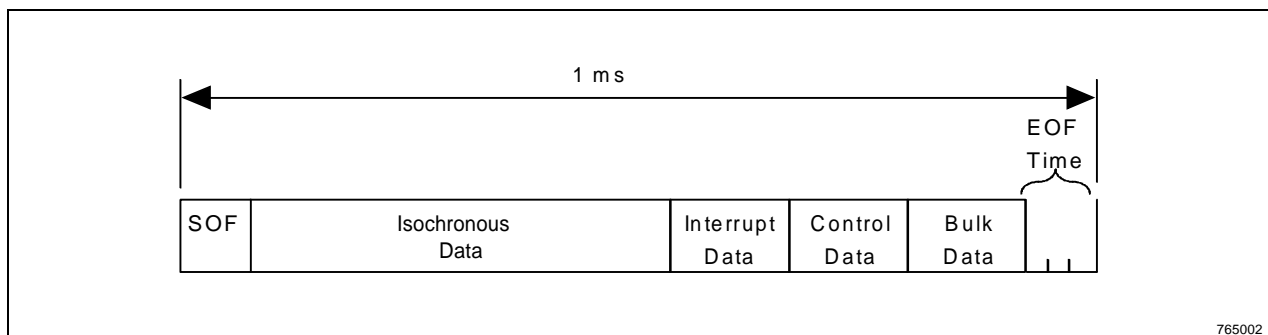 1 ms
EOF
Time
SOF
Isochronous
Data
Interrupt
Data
Control
Data
Bulk
Data
765002